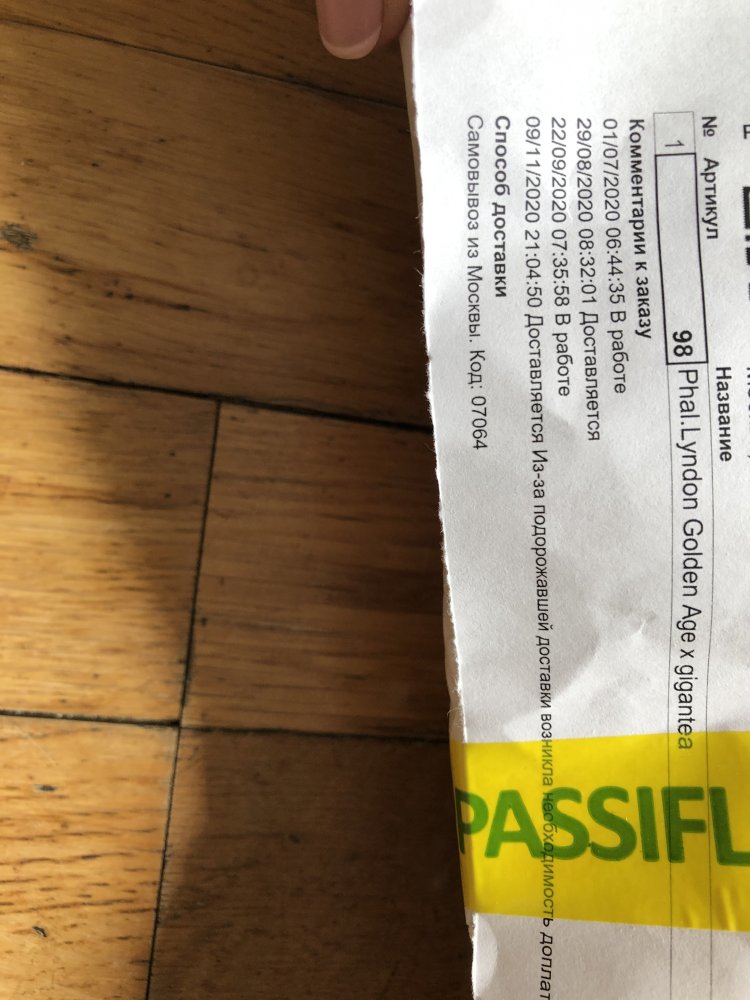 № Артикул Название
1 98 Phal.Lyndon Golden Age x gigantea
Комментарии к заказу
01/07/2020 06:44:35 В работе
29/08/2020 08:32:01 Доставляется
22/09/2020 07:35:58 В работе
09/11/2020 21:04:50 Доставляется Из-за подорожавшей доставки возникла необходимость доплат
Способ доставки
Самовывоз из Москвы. Код: 07064
PASSIFL